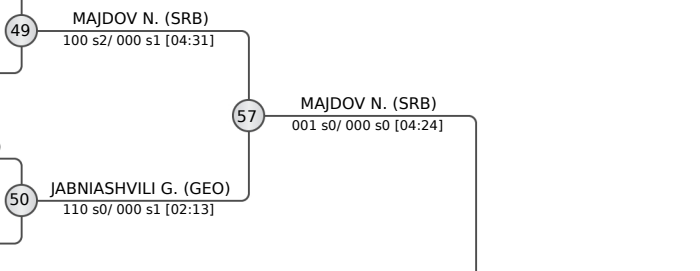 MAJDOV N. (SRB)
49
100 s2/ 000 s1 [04:31]
MAJDOV N. (SRB)
57
001 s0/ 000 s0 [04:24]
JABNIASHVILI G. (GEO)
50
110 s0/ 000 s1 [02:13]